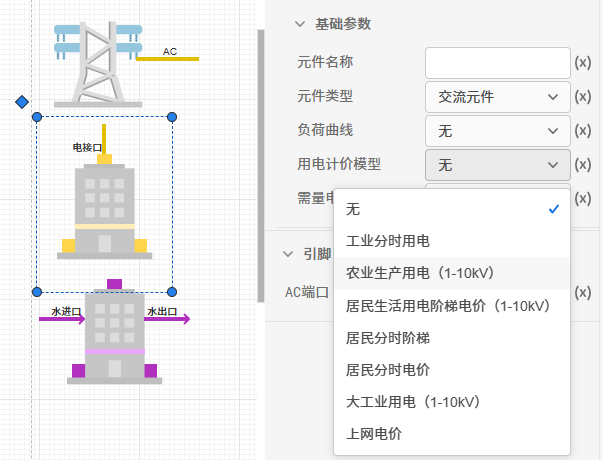 AC
电接口
水进口
水出口
基础参数
元件名称
(x)
元件类型
交流元件
(x)
负荷曲线
无
(x)
用电计价模型
无
(x)
需量电
(x)
无
工业分时用电
农业生产用电（1-10kV）
居民生活用电阶梯电价（1-10kV）
居民分时阶梯
居民分时电价
大工业用电（1-10kV）
上网电价
引脚
AC端口
(x)